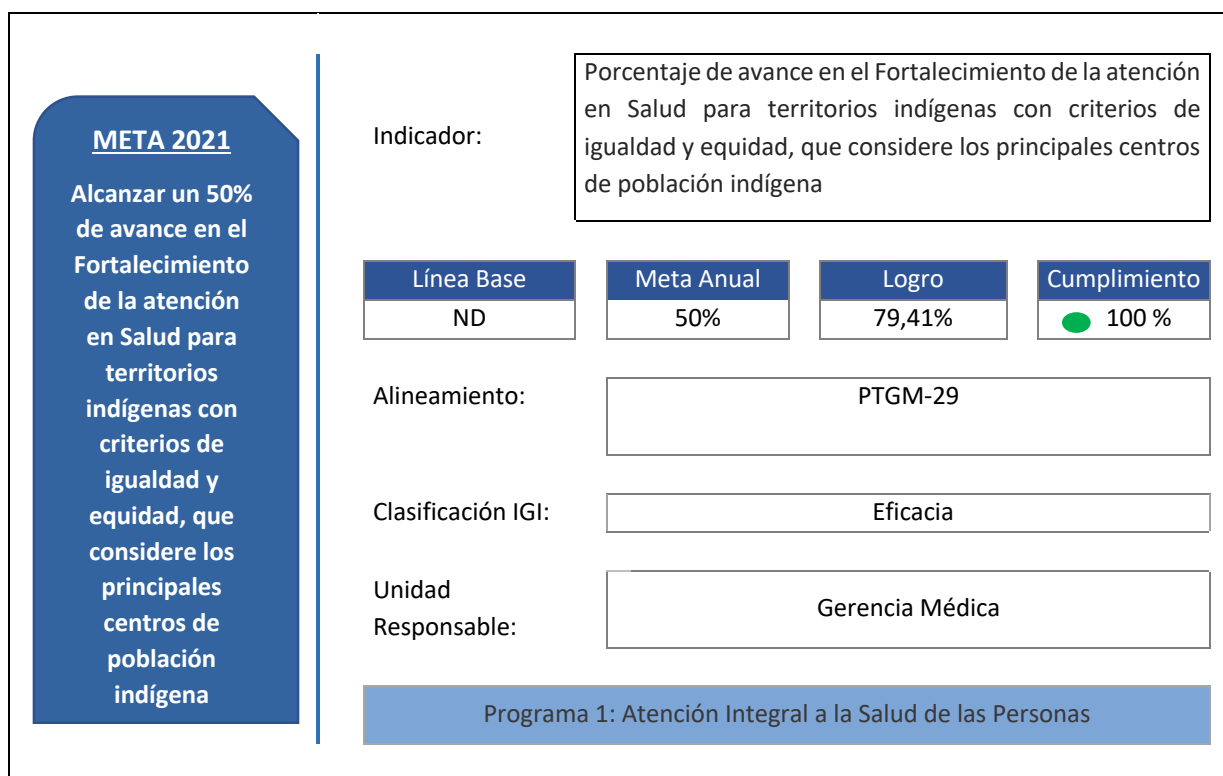 META 2021
Alcanzar un 50%
de avance en el
Fortalecimiento
de la atención
en Salud para
territorios
indígenas con
criterios de
igualdad y
equidad, que
considere los
principales
centros de
población
indígena
Indicador:
Porcentaje de avance en el Fortalecimiento de la atención
en Salud para territorios indígenas con criterios de
igualdad y equidad, que considere los principales centros
de población indígena
Línea Base
Meta Anual
Logro
Cumplimiento
ND
50%
79,41%
100 %
Alineamiento:
PTGM-29
Clasificación IGI:
Eficacia
Unidad
Responsable:
Gerencia Médica
Programa 1: Atención Integral a la Salud de las Personas